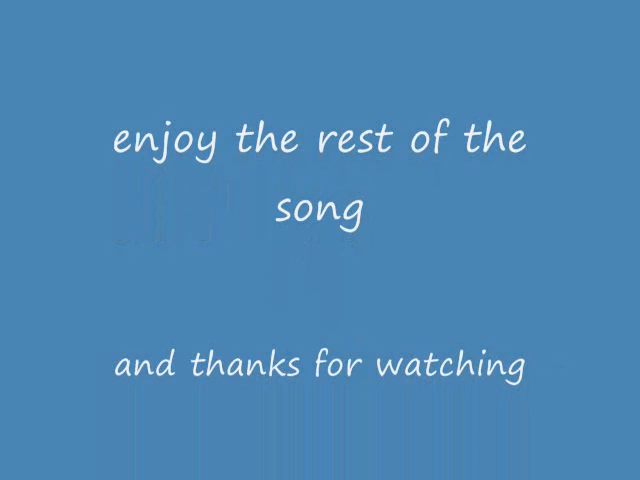 enjoy the rest of the
song
and thanks for watching